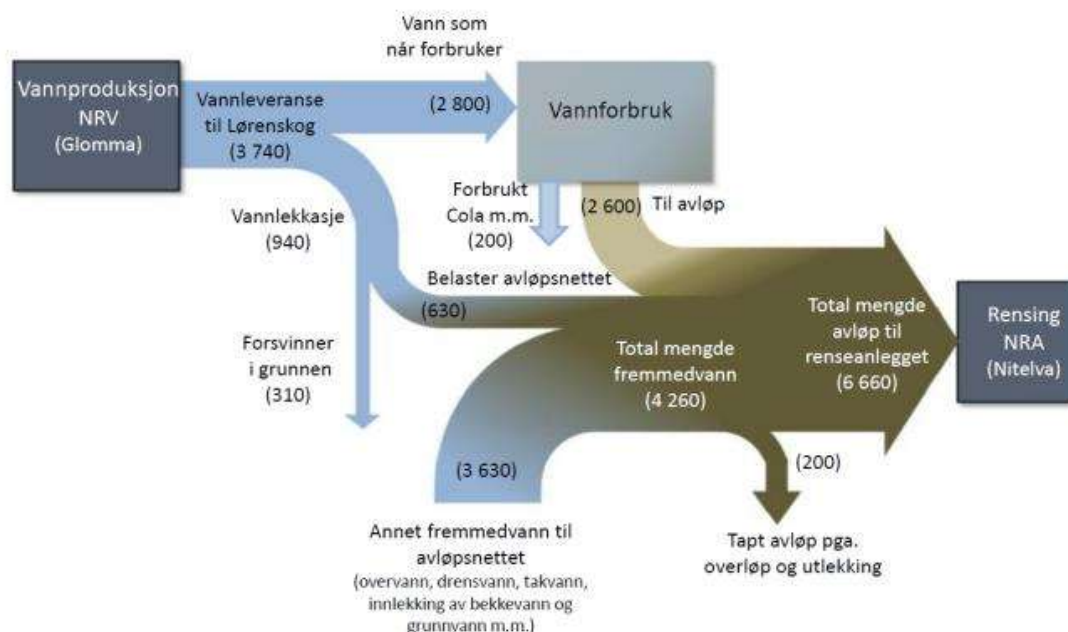 Vannproduksjon
NRV
(Glomma)
Vannleveranse
til Lørenskog
(3 740)
Vann som
når forbruker
(2 800)
Vannforbruk
Vannlekkasje
(940)
Forbrukt
Cola m.m.
(200)
(2 600)
Til avløp
Belaster avløpsnettet
(630)
Forsvinner
i grunnen
(310)
Total mengde
fremmedvann
(4 260)
Total mengde
avløp til
renseanlegget
(6 660)
Rensing
NRA
(Nitelva)
(3 630)
(200)
Annet fremmedvann til
avløpsnettet
(overvann, drensvann, takvann,
innlekking av bekkevann og
grunnvann m.m.)
Tapt avløp pga.
overløp og utlekking